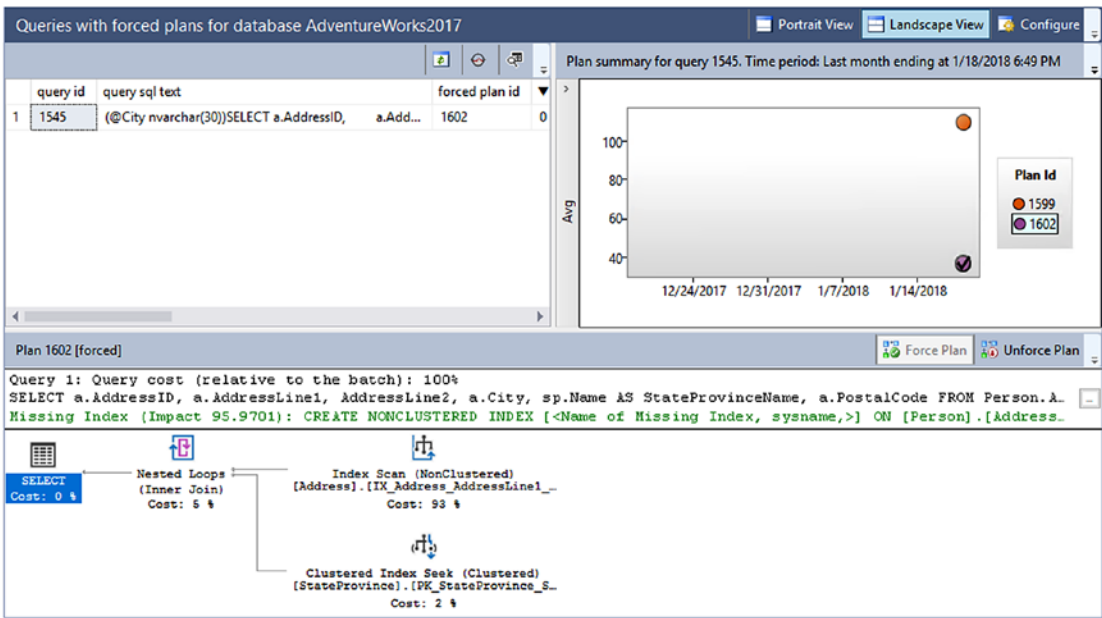 Queries with forced plans for database AdventureWorks2017
Portrait View
Landscape View
Configure
Plan summary for query 1545. Time period: Last month ending at 1/18/2018 6:49 PM
query id query sql text forced plan id
1 1545 (@City nvarchar(30))SELECT a.AddressID, a.Add... 1602 0
100
80
60
40
Avg
12/24/2017 12/31/2017 1/7/2018 1/14/2018
Plan Id
1599
1602
Plan 1602 [forced]
Force Plan
Unforce Plan
Query 1: Query cost (relative to the batch): 100%
SELECT a.AddressID, a.AddressLine1, AddressLine2, a.City, sp.Name AS StateProvinceName, a.PostalCode FROM Person.A…
Missing Index (Impact 95.9701): CREATE NONCLUSTERED INDEX [<Name of Missing Index, sysname,>] ON [Person].[Address…
SELECT
Cost: 0 %
Nested Loops
(Inner Join)
Cost: 5 %
Index Scan (NonClustered)
[Address].[IX_Address_AddressLine1_…
Cost: 93 %
Clustered Index Seek (Clustered)
[StateProvince].[PK_StateProvince_S…
Cost: 2 %